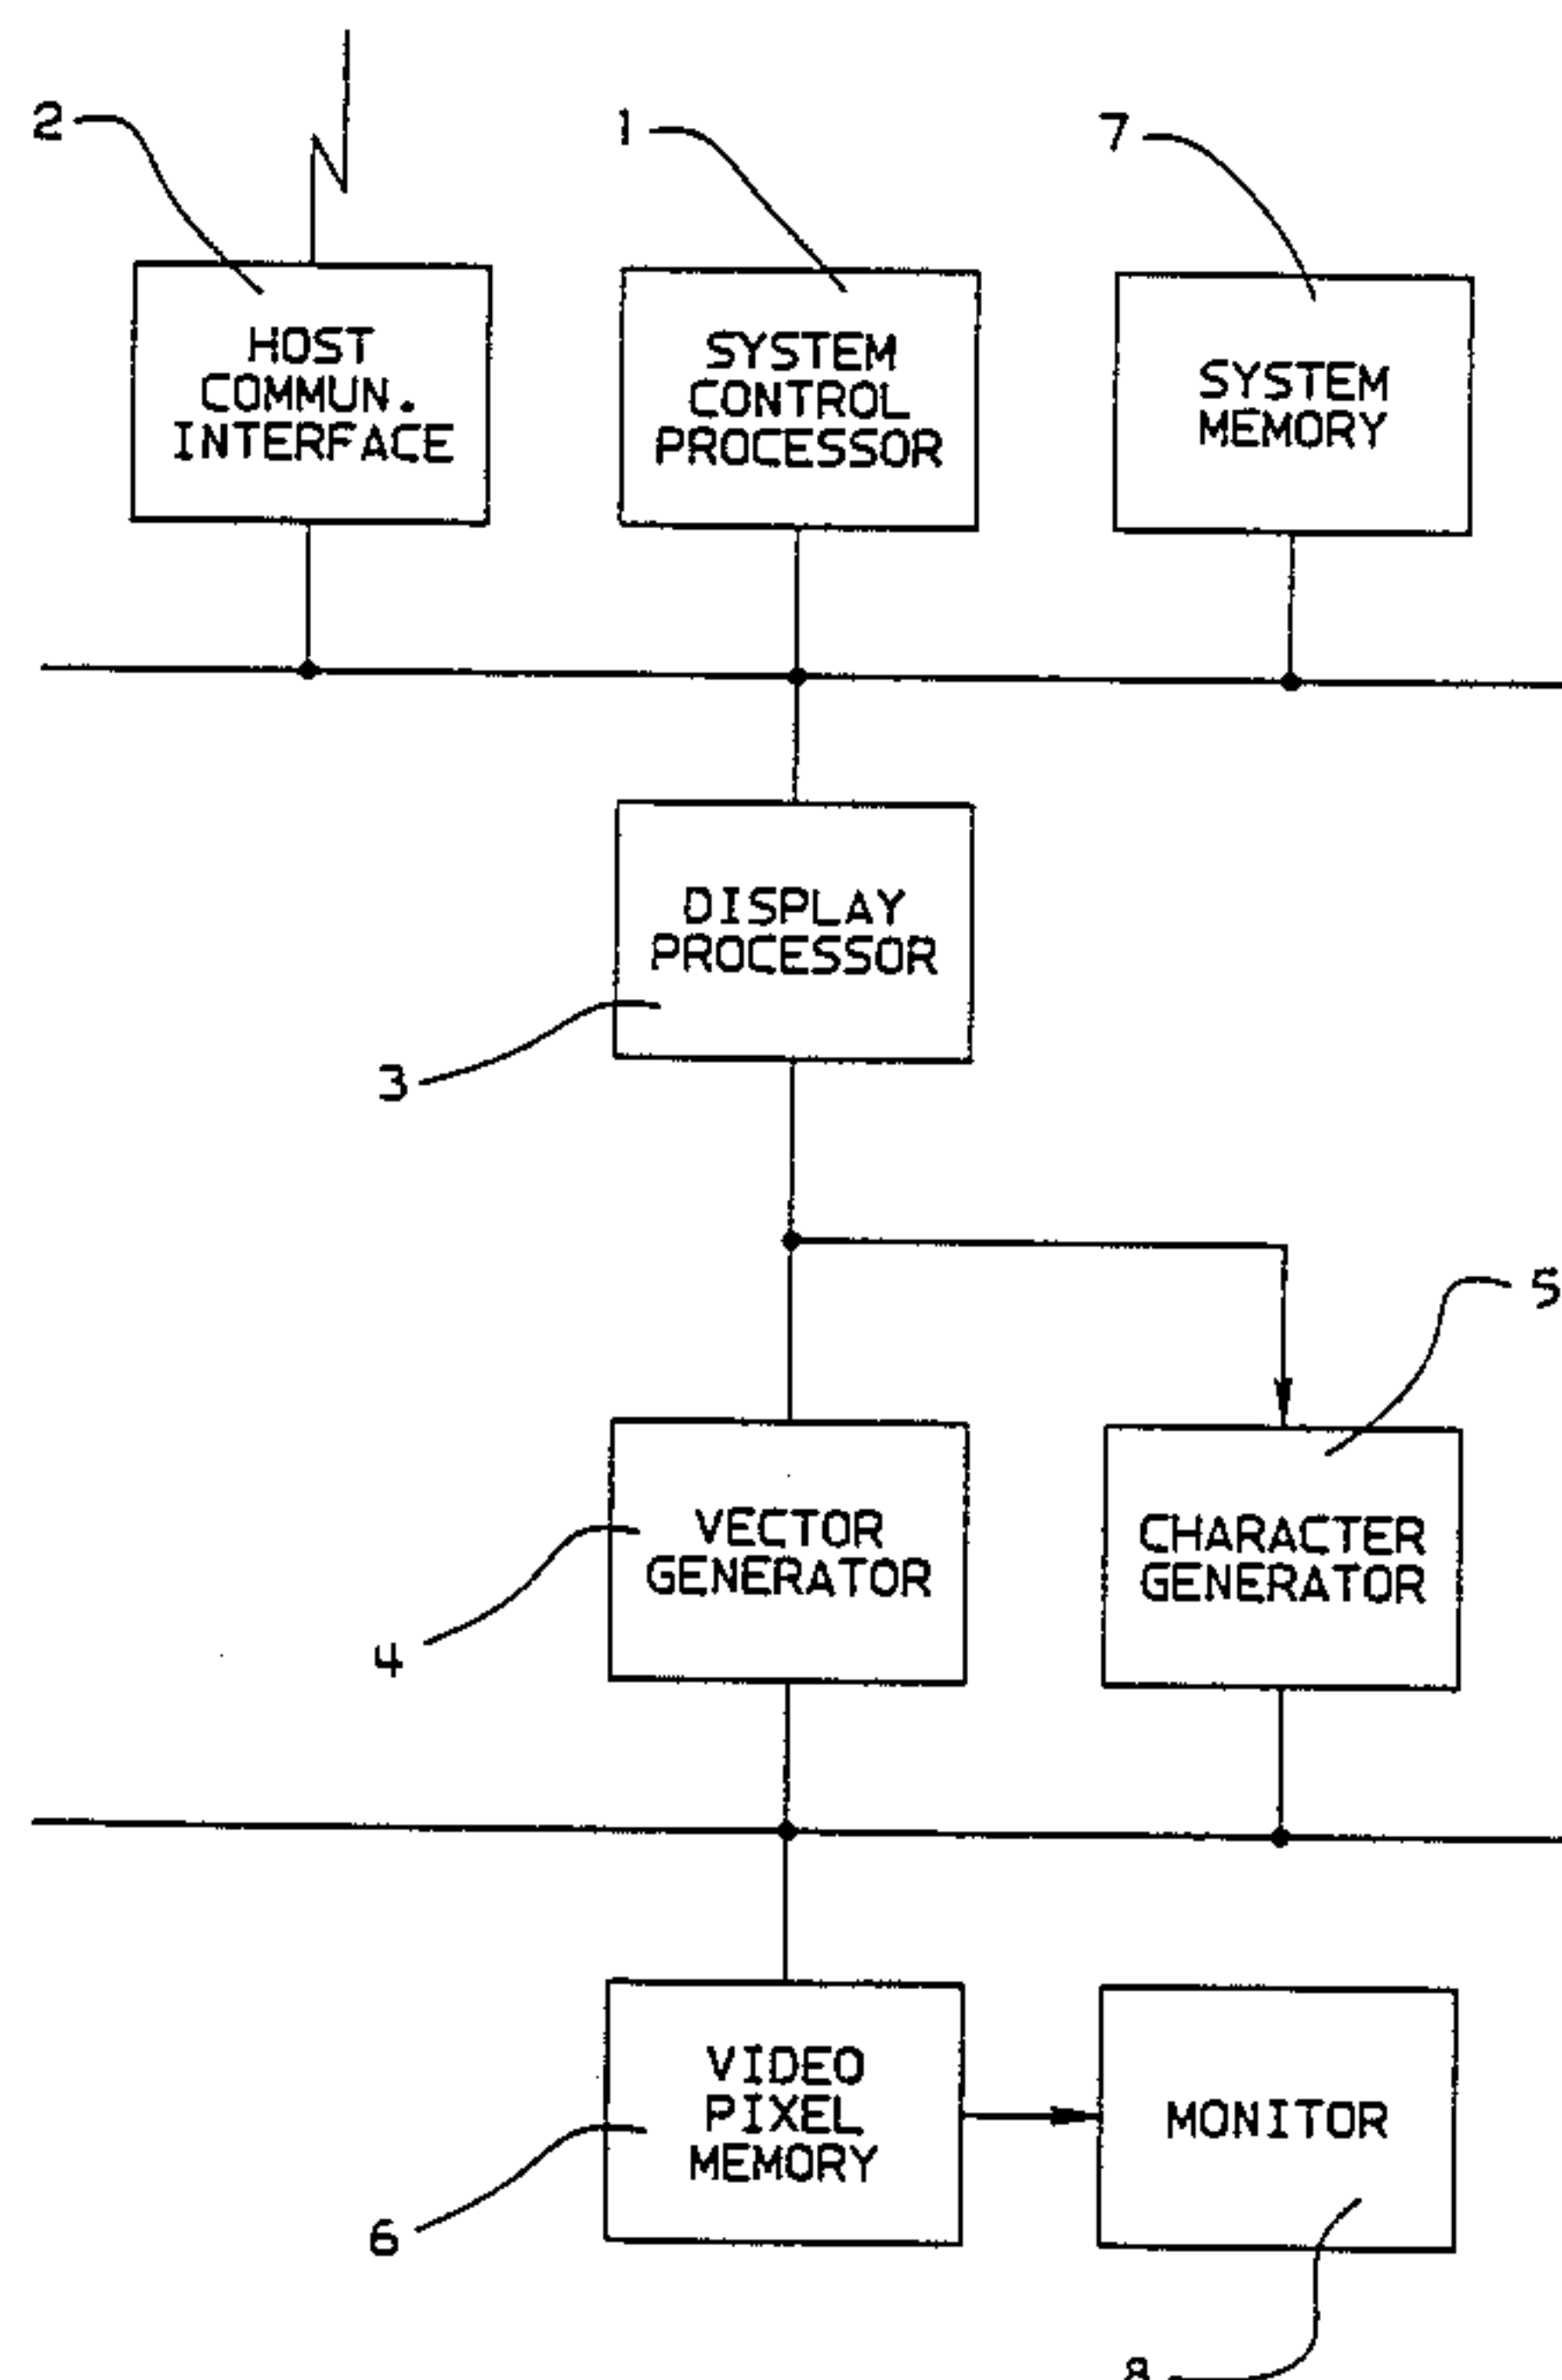 2
1
7
HOST
COMMUN.
INTERFACE
SYSTEM
CONTROL
PROCESSOR
SYSTEM
MEMORY
DISPLAY
PROCESSOR
3
5
VECTOR
GENERATOR
CHARACTER
GENERATOR
4
VIDEO
PIXEL
MEMORY
MONITOR
6
8